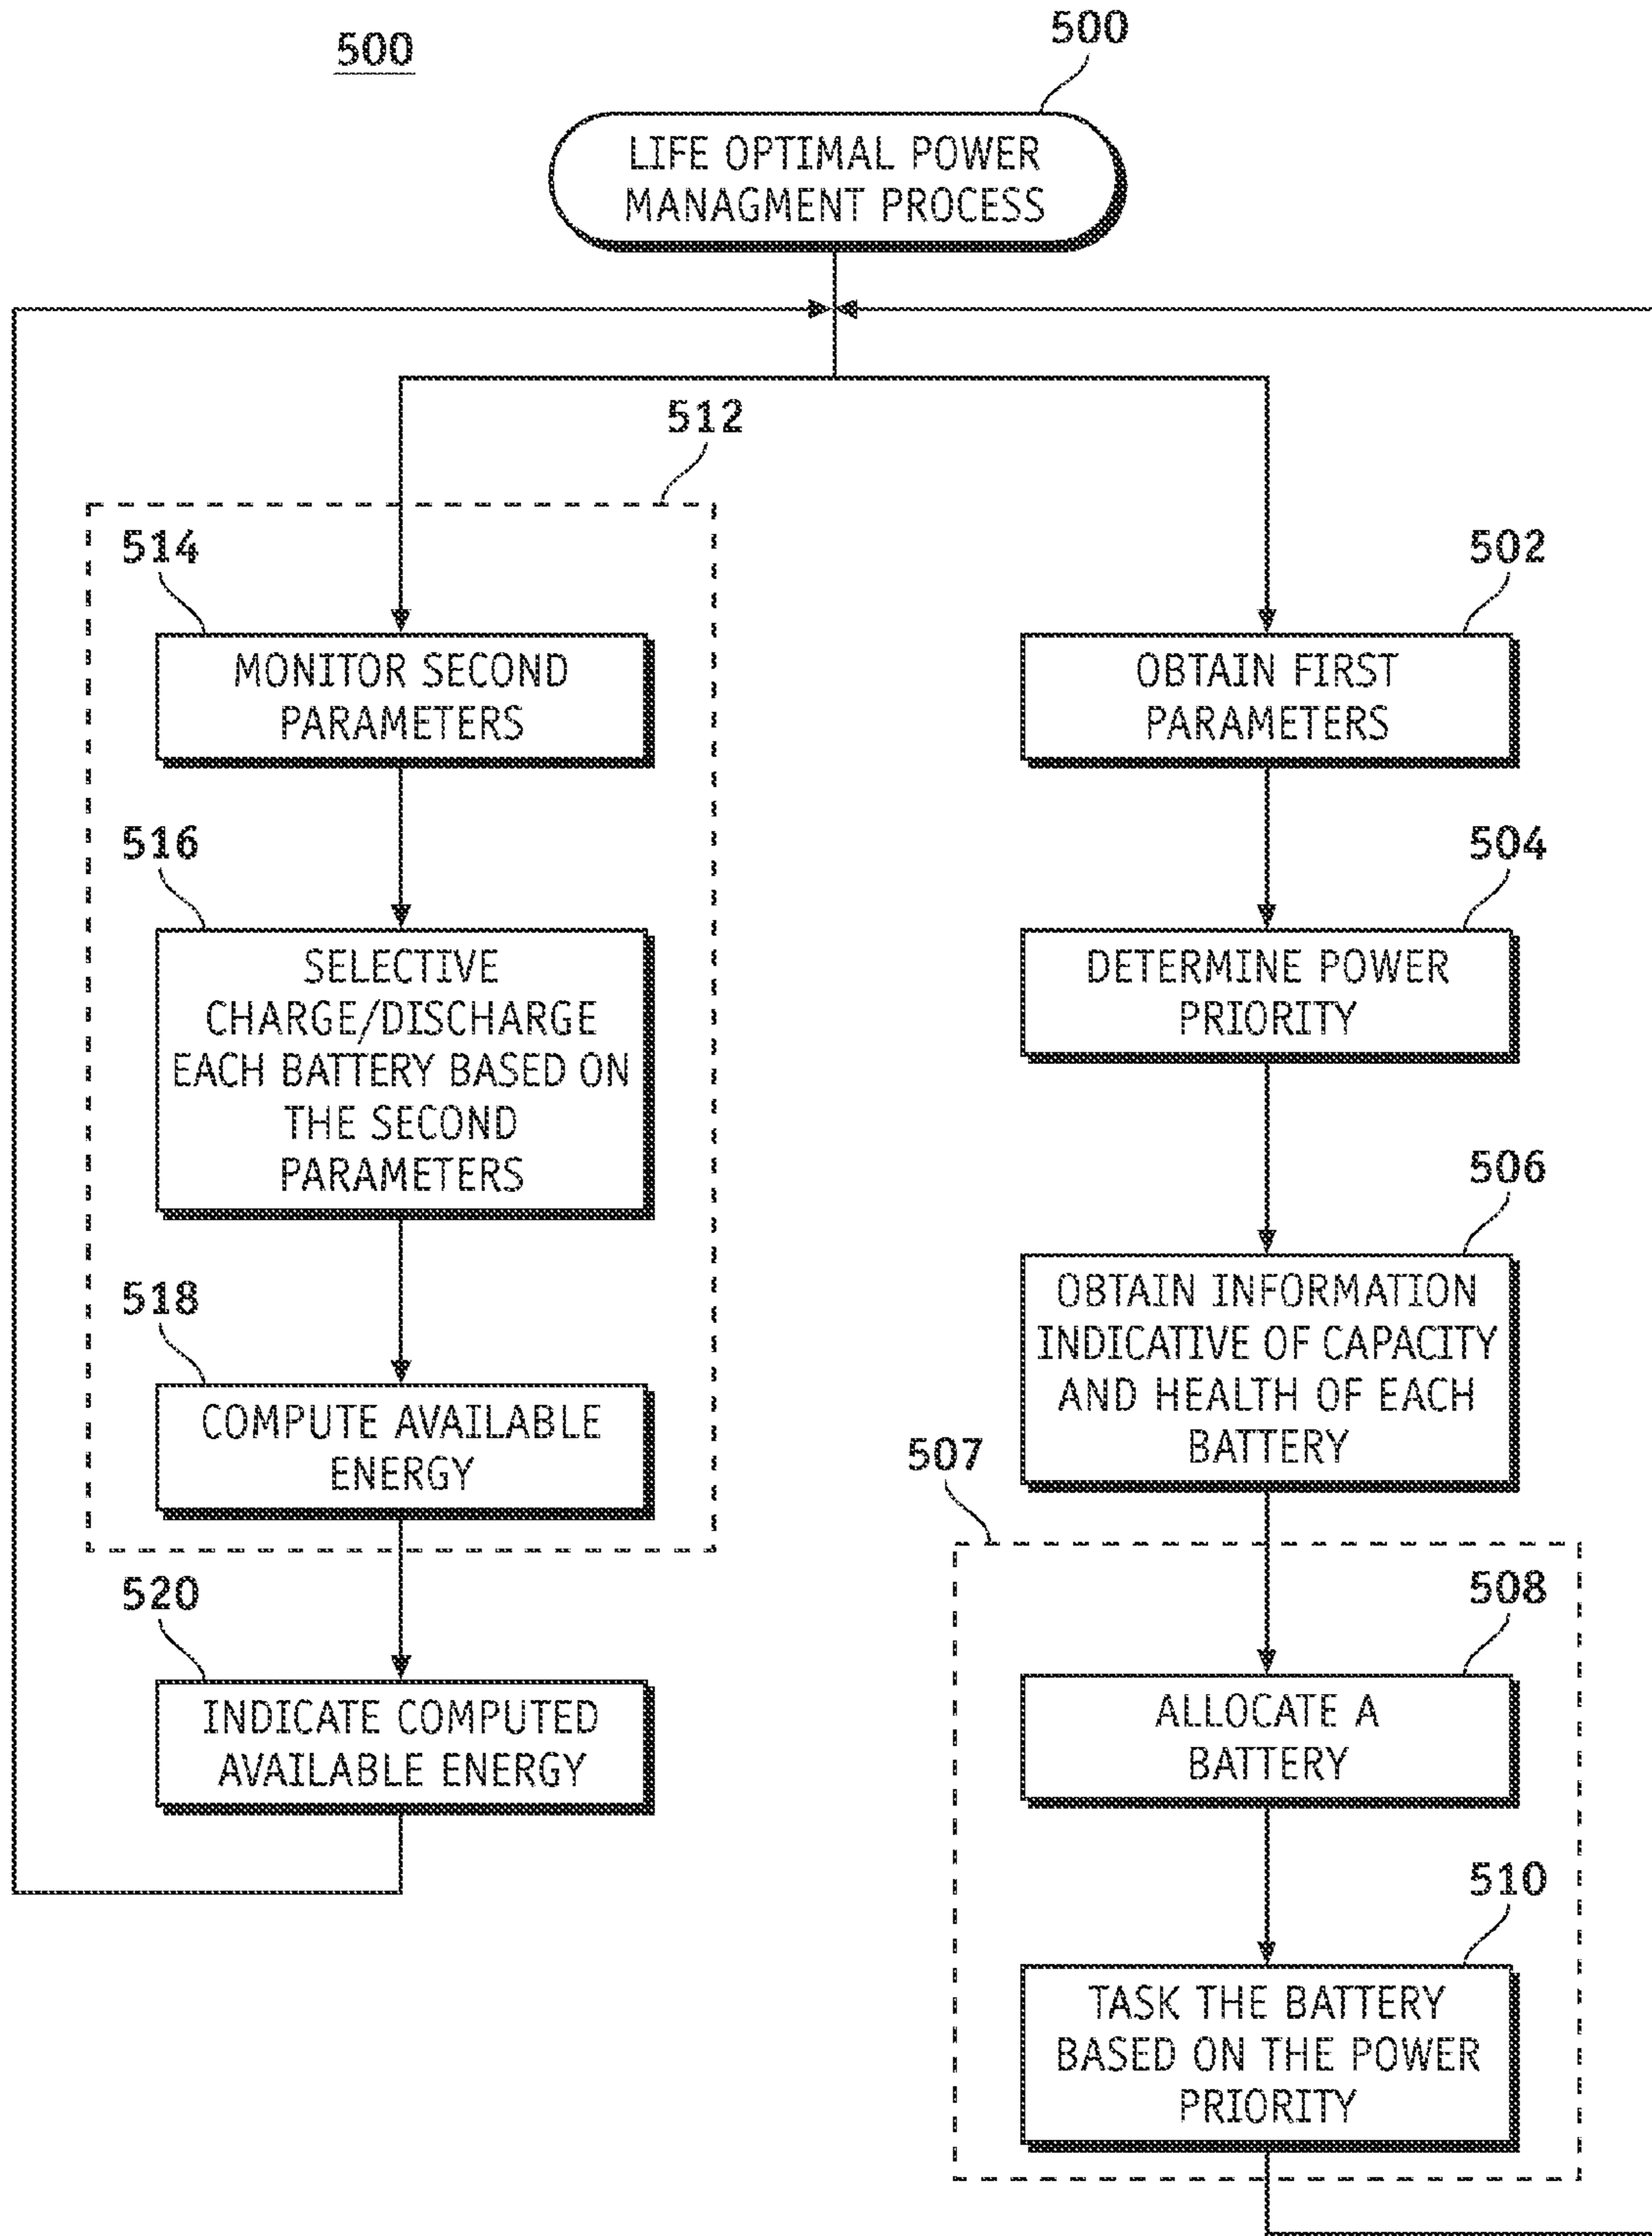 500
500
LIFE OPTIMAL POWER
MANAGMENT PROCESS
512
514
MONITOR SECOND
PARAMETERS
516
SELECTIVE
CHARGE/DISCHARGE
EACH BATTERY BASED ON
THE SECOND
PARAMETERS
518
COMPUTE AVAILABLE
ENERGY
520
INDICATE COMPUTED
AVAILABLE ENERGY
502
OBTAIN FIRST
PARAMETERS
504
DETERMINE POWER
PRIORITY
506
OBTAIN INFORMATION
INDICATIVE OF CAPACITY
AND HEALTH OF EACH
BATTERY
507
508
ALLOCATE A
BATTERY
510
TASK THE BATTERY
BASED ON THE POWER
PRIORITY